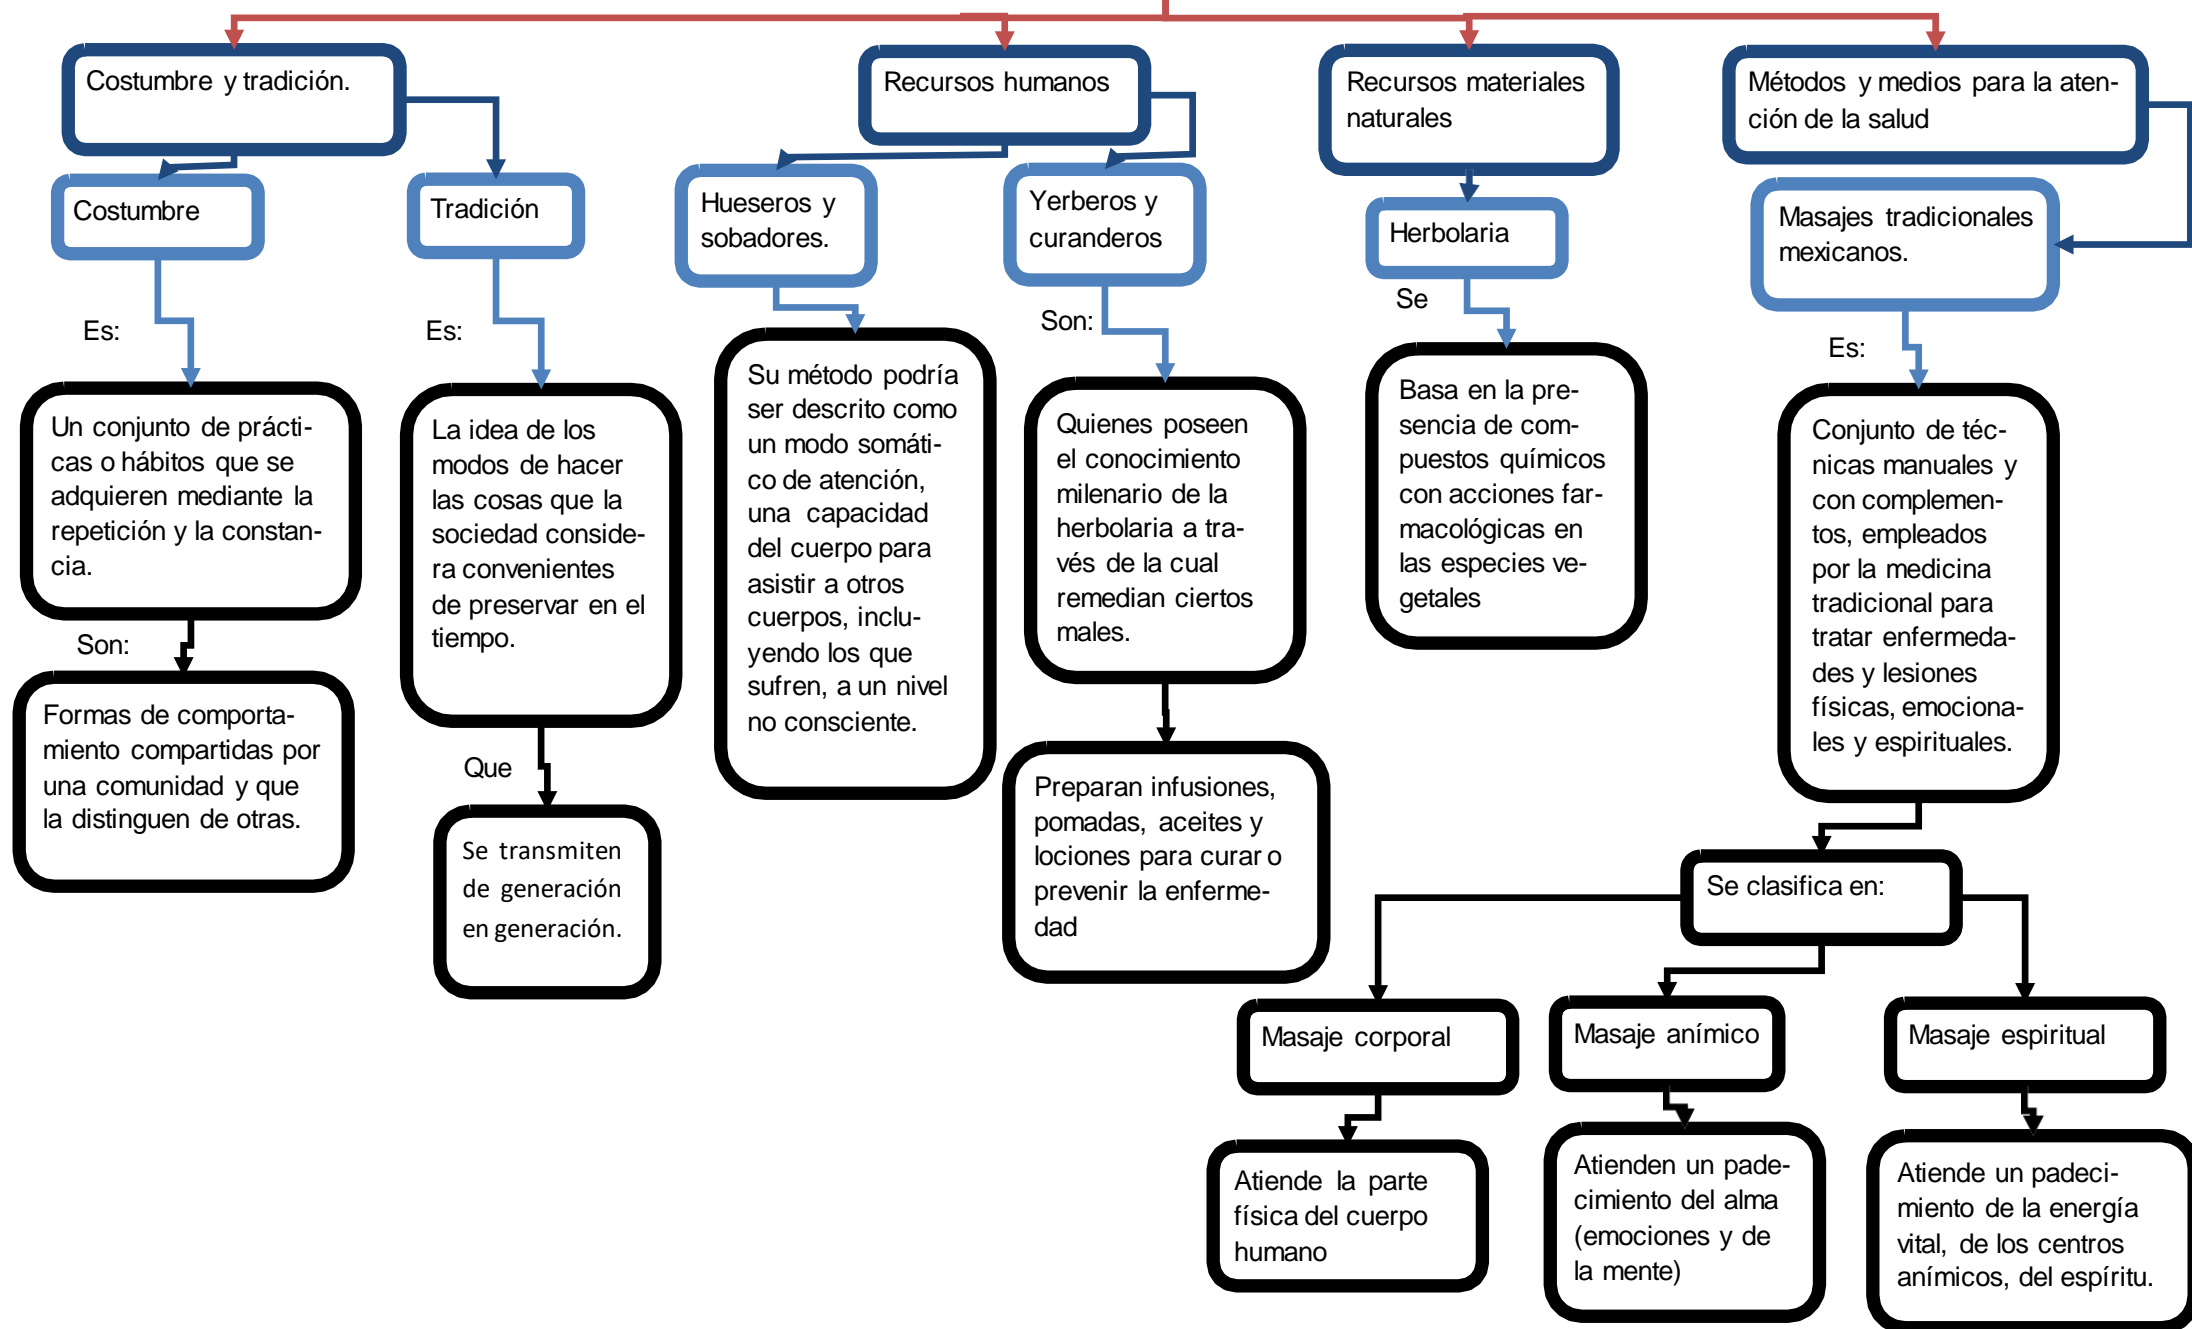 Costumbre y tradición.
Recursos humanos
Recursos materiales
naturales
Métodos y medios para la aten-
ción de la salud
Costumbre
Tradición
Hueseros y
sobadores.
Yerberos y
curanderos
Herbolaria
Masajes tradicionales
mexicanos.
Es:
Es:
Son:
Se
Es:
Un conjunto de prácti-
cas o hábitos que se
adquieren mediante la
repetición y la constan-
cia.
Son:
Formas de comporta-
miento compartidas por
una comunidad y que
la distinguen de otras.
La idea de los
modos de hacer
las cosas que la
sociedad conside-
ra convenientes
de preservar en el
tiempo.
Que
Se transmiten
de generación
en generación.
Su método podría
ser descrito como
un modo somáti-
co de atención,
una capacidad
del cuerpo para
asistir a otros
cuerpos, inclu-
yendo los que
sufren, a un nivel
no consciente.
Quienes poseen
el conocimiento
milenario de la
herbolaria a tra-
vés de la cual
remedian ciertos
males.
Preparan infusiones,
pomadas, aceites y
lociones para curar o
prevenir la enferme-
dad
Basa en la pre-
sencia de com-
puestos químicos
con acciones far-
macológicas en
las especies ve-
getales
Conjunto de téc-
nicas manuales y
con complemen-
tos, empleados
por la medicina
tradicional para
tratar enfermeda-
des y lesiones
físicas, emociona-
les y espirituales.
Se clasifica en:
Masaje corporal
Masaje anímico
Masaje espiritual
Atiende la parte
física del cuerpo
humano
Atienden un pade-
cimiento del alma
(emociones y de
la mente)
Atiende un padeci-
miento de la energía
vital, de los centros
anímicos, del espíritu.